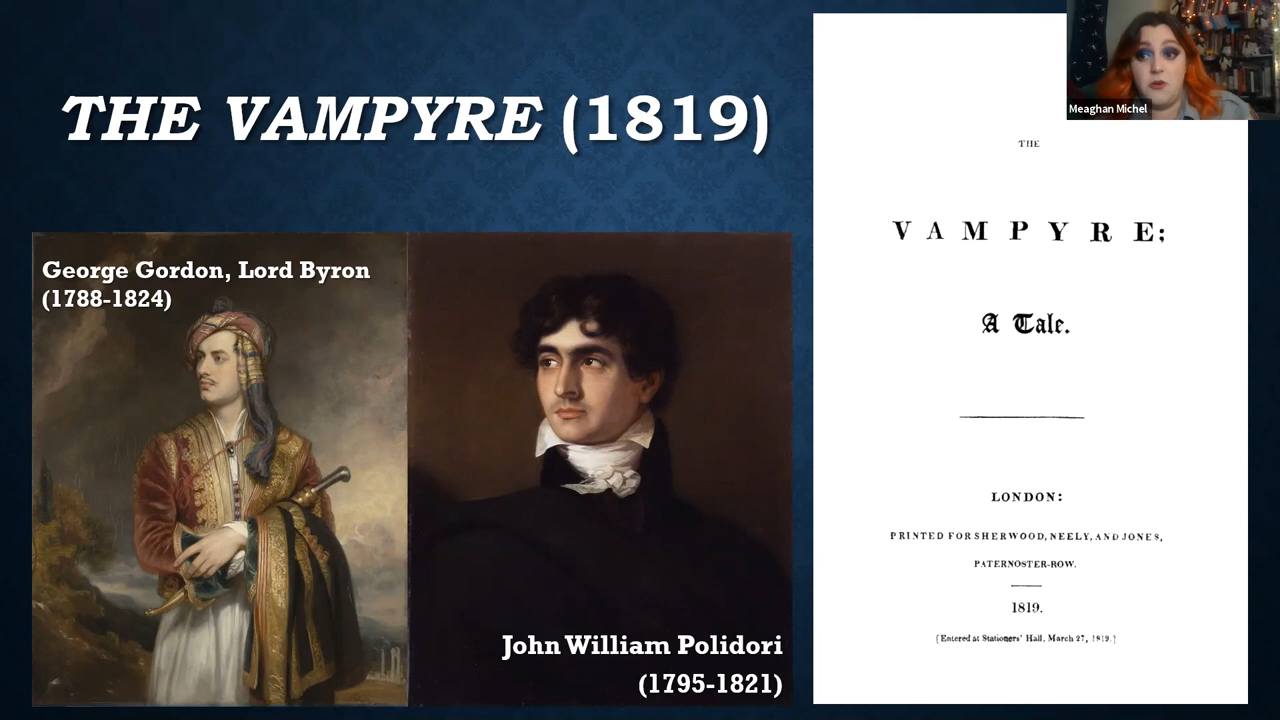 THE VAMPYRE (1819)
George Gordon, Lord Byron
(1788-1824)
John William Polidori
(1795-1821)
THE
VAMPYRE;
A Tale.
LONDON:
PRINTED FOR SHERWOOD, NEELY, AND JONES,
PATERNOSTER-ROW.
1819.
[Entered at Stationers' Hall, March 27, 1819.]
Meaghan Michel